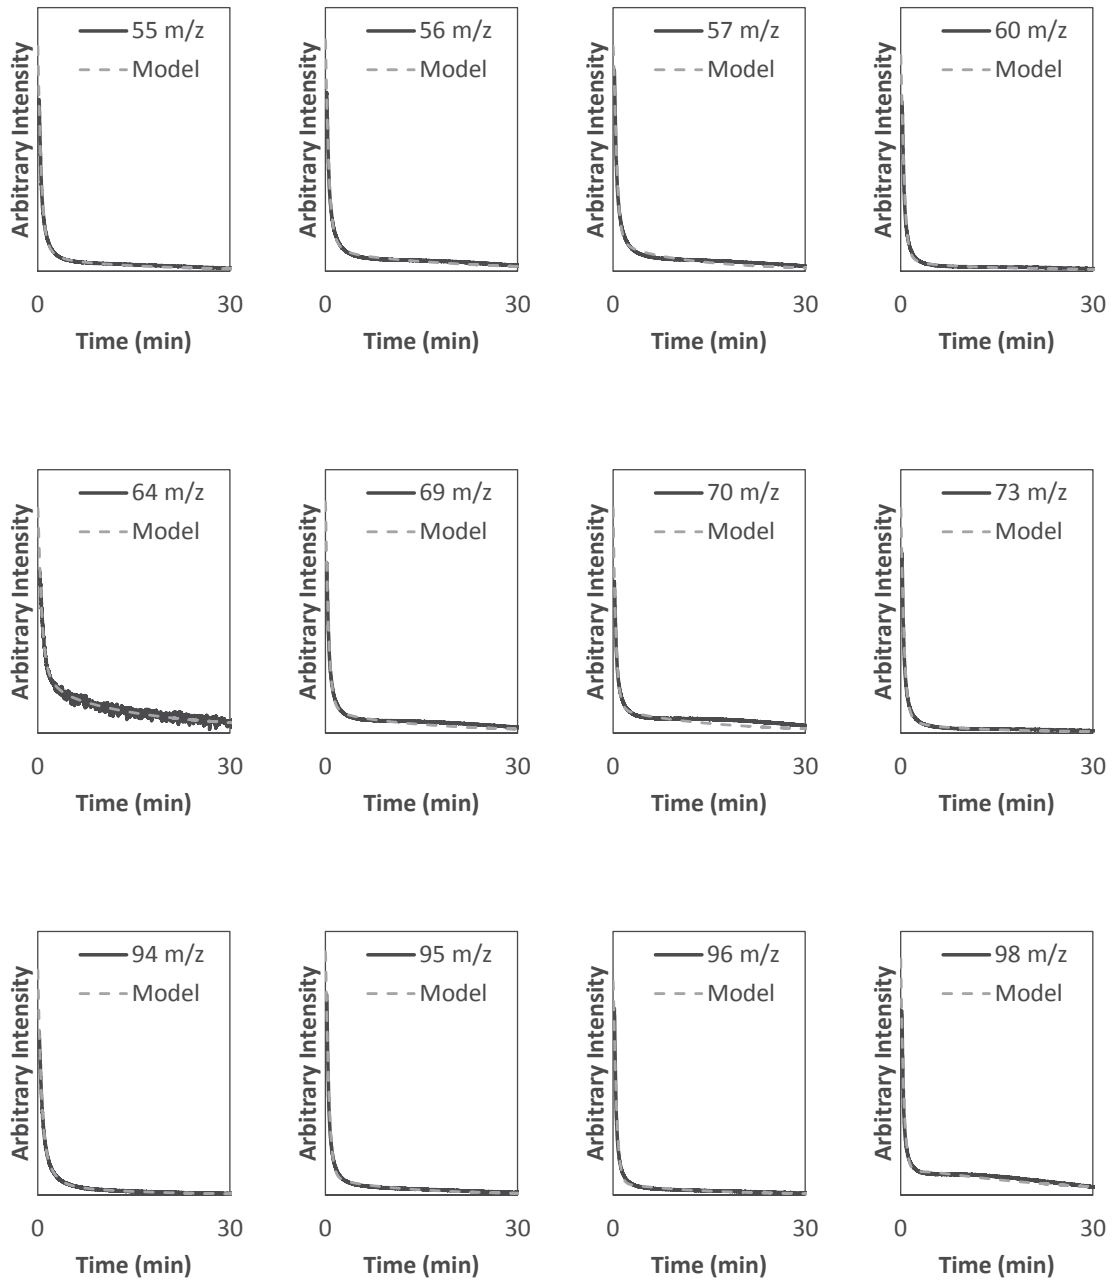 Arbitrary Intensity
55 m/z
Model
0
30
Time (min)
Arbitrary Intensity
56 m/z
Model
0
30
Time (min)
Arbitrary Intensity
57 m/z
Model
0
30
Time (min)
Arbitrary Intensity
60 m/z
Model
0
30
Time (min)
Arbitrary Intensity
64 m/z
Model
0
30
Time (min)
Arbitrary Intensity
69 m/z
Model
0
30
Time (min)
Arbitrary Intensity
70 m/z
Model
0
30
Time (min)
Arbitrary Intensity
73 m/z
Model
0
30
Time (min)
Arbitrary Intensity
94 m/z
Model
0
30
Time (min)
Arbitrary Intensity
95 m/z
Model
0
30
Time (min)
Arbitrary Intensity
96 m/z
Model
0
30
Time (min)
Arbitrary Intensity
98 m/z
Model
0
30
Time (min)